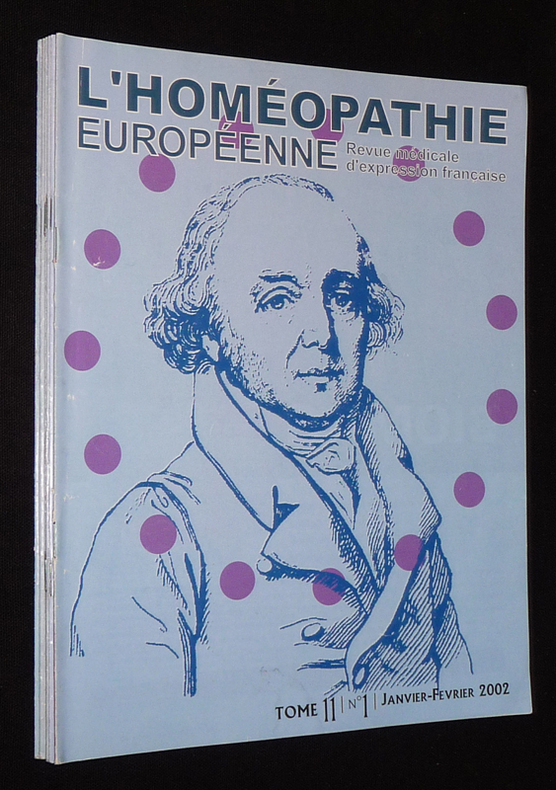 L'HOMÉOPATHIE
EUROPÉENNE
Revue médicale
d'expression française
TOME 11 | N°1 | JANVIER-FEVRIER 2002